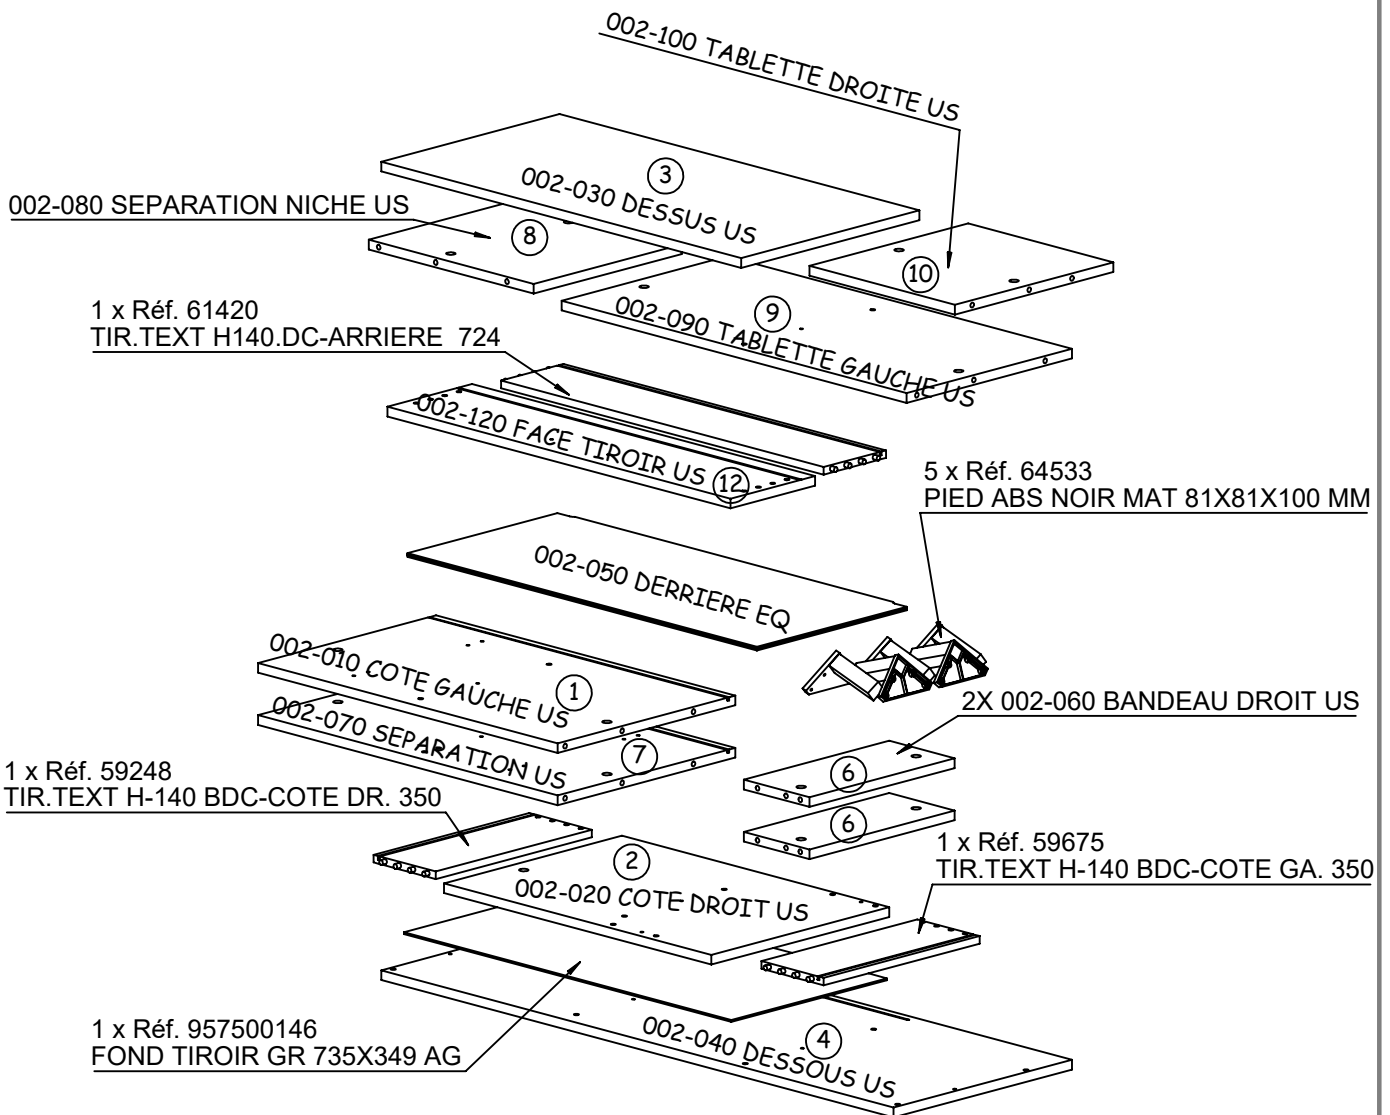 002-100 TABLETTE DROITE US
3
002-030 DESSUS US
002-080 SEPARATION NICHE US
8
10
9
002-090 TABLETTE GAUCHE US
1 x Réf. 61420
TIR.TEXT H140.DC-ARRIERE  724
002-120 FACE TIROIR US
12
5 x Réf. 64533
PIED ABS NOIR MAT 81X81X100 MM
002-050 DERRIERE EQ
002-010 COTE GAUCHE US
1
2X 002-060 BANDEAU DROIT US
002-070 SEPARATION US
7
6
1 x Réf. 59248
TIR.TEXT H-140 BDC-COTE DR. 350
6
1 x Réf. 59675
TIR.TEXT H-140 BDC-COTE GA. 350
2
002-020 COTE DROIT US
1 x Réf. 957500146
FOND TIROIR GR 735X349 AG
4
002-040 DESSOUS US